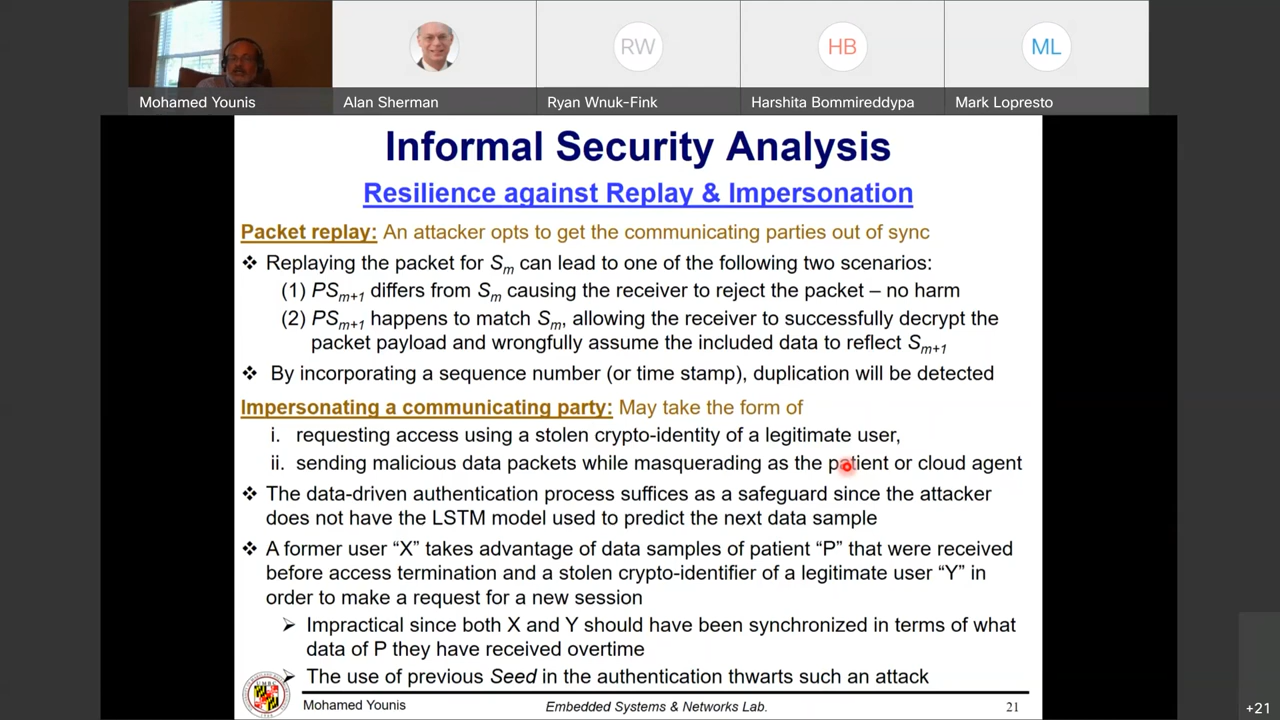 RW
HB
ML
Mohamed Younis
Alan Sherman
Ryan Wnuk-Fink
Harshita Bommireddypa
Mark Lopresto
Informal Security Analysis
Resilience against Replay & Impersonation
Packet replay: An attacker opts to get the communicating parties out of sync
❖ Replaying the packet for Sm can lead to one of the following two scenarios:
(1) PSm+1 differs from Sm causing the receiver to reject the packet – no harm
(2) PSm+1 happens to match Sm, allowing the receiver to successfully decrypt the
packet payload and wrongfully assume the included data to reflect Sm+1
❖ By incorporating a sequence number (or time stamp), duplication will be detected
Impersonating a communicating party: May take the form of
i. requesting access using a stolen crypto-identity of a legitimate user,
ii. sending malicious data packets while masquerading as the patient or cloud agent
❖ The data-driven authentication process suffices as a safeguard since the attacker
does not have the LSTM model used to predict the next data sample
❖ A former user “X” takes advantage of data samples of patient “P” that were received
before access termination and a stolen crypto-identifier of a legitimate user “Y” in
order to make a request for a new session
➢ Impractical since both X and Y should have been synchronized in terms of what
data of P they have received overtime
➢ The use of previous Seed in the authentication thwarts such an attack
UMBC
Mohamed Younis
Embedded Systems & Networks Lab.
21
+21